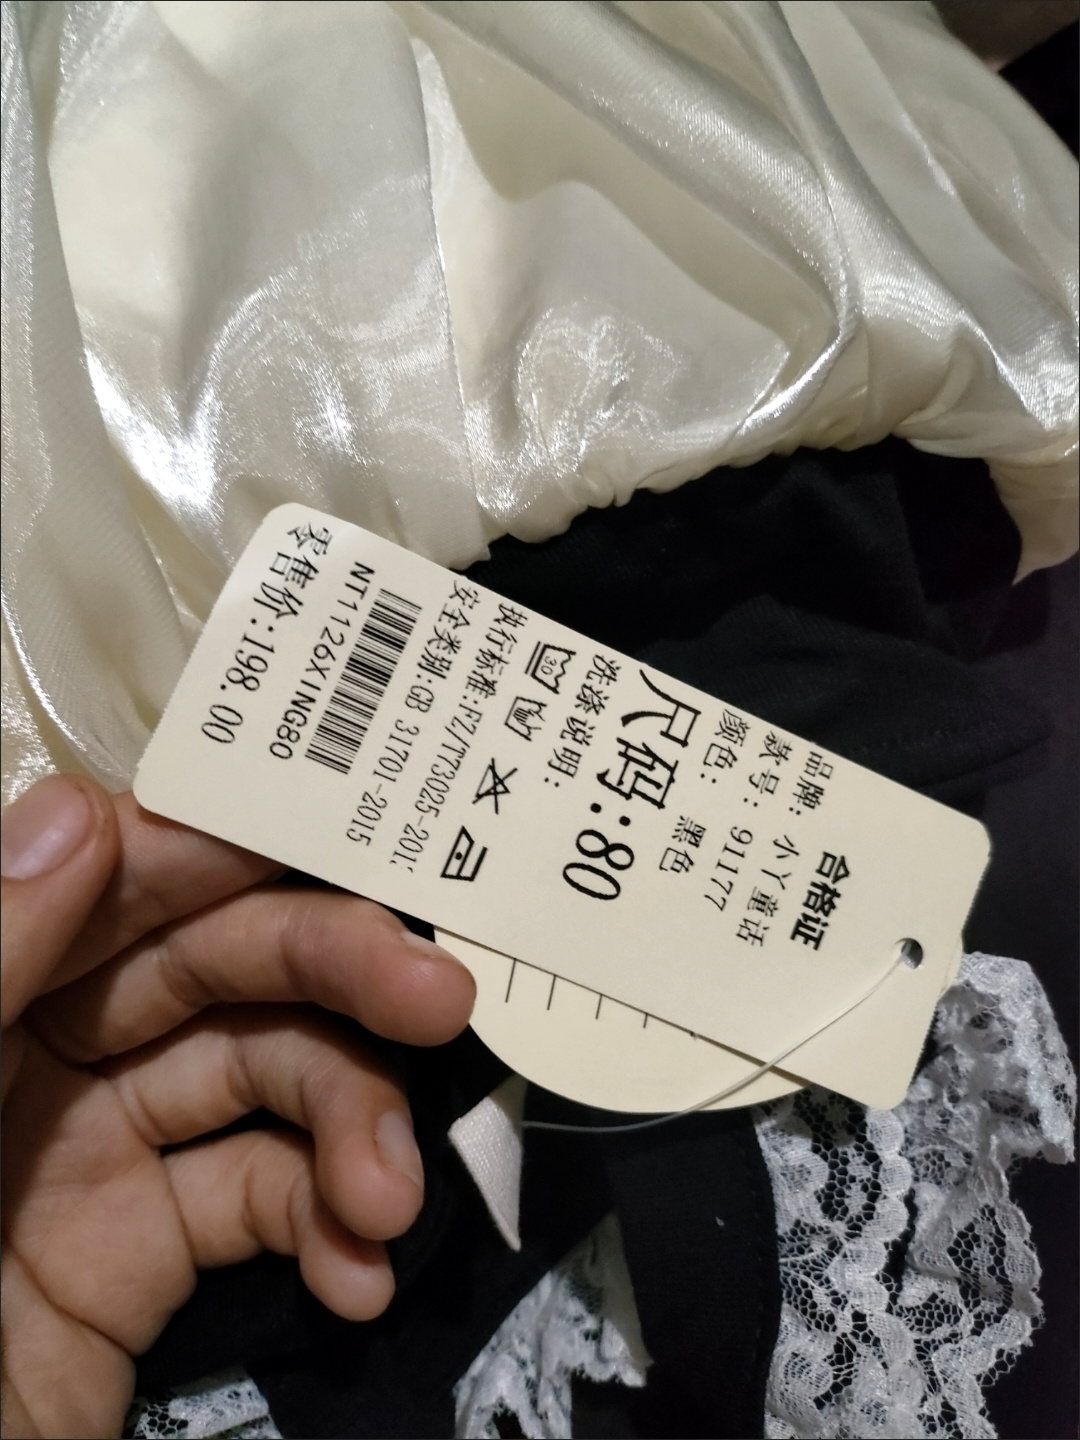 合格证
品牌: 小丫童话
款号: 91177
颜色: 黑色
尺码:80
洗涤说明:
30
执行标准:FZ/T73025-201
安全类别:GB 31701-2015
NT1126XING80
零售价:198.00